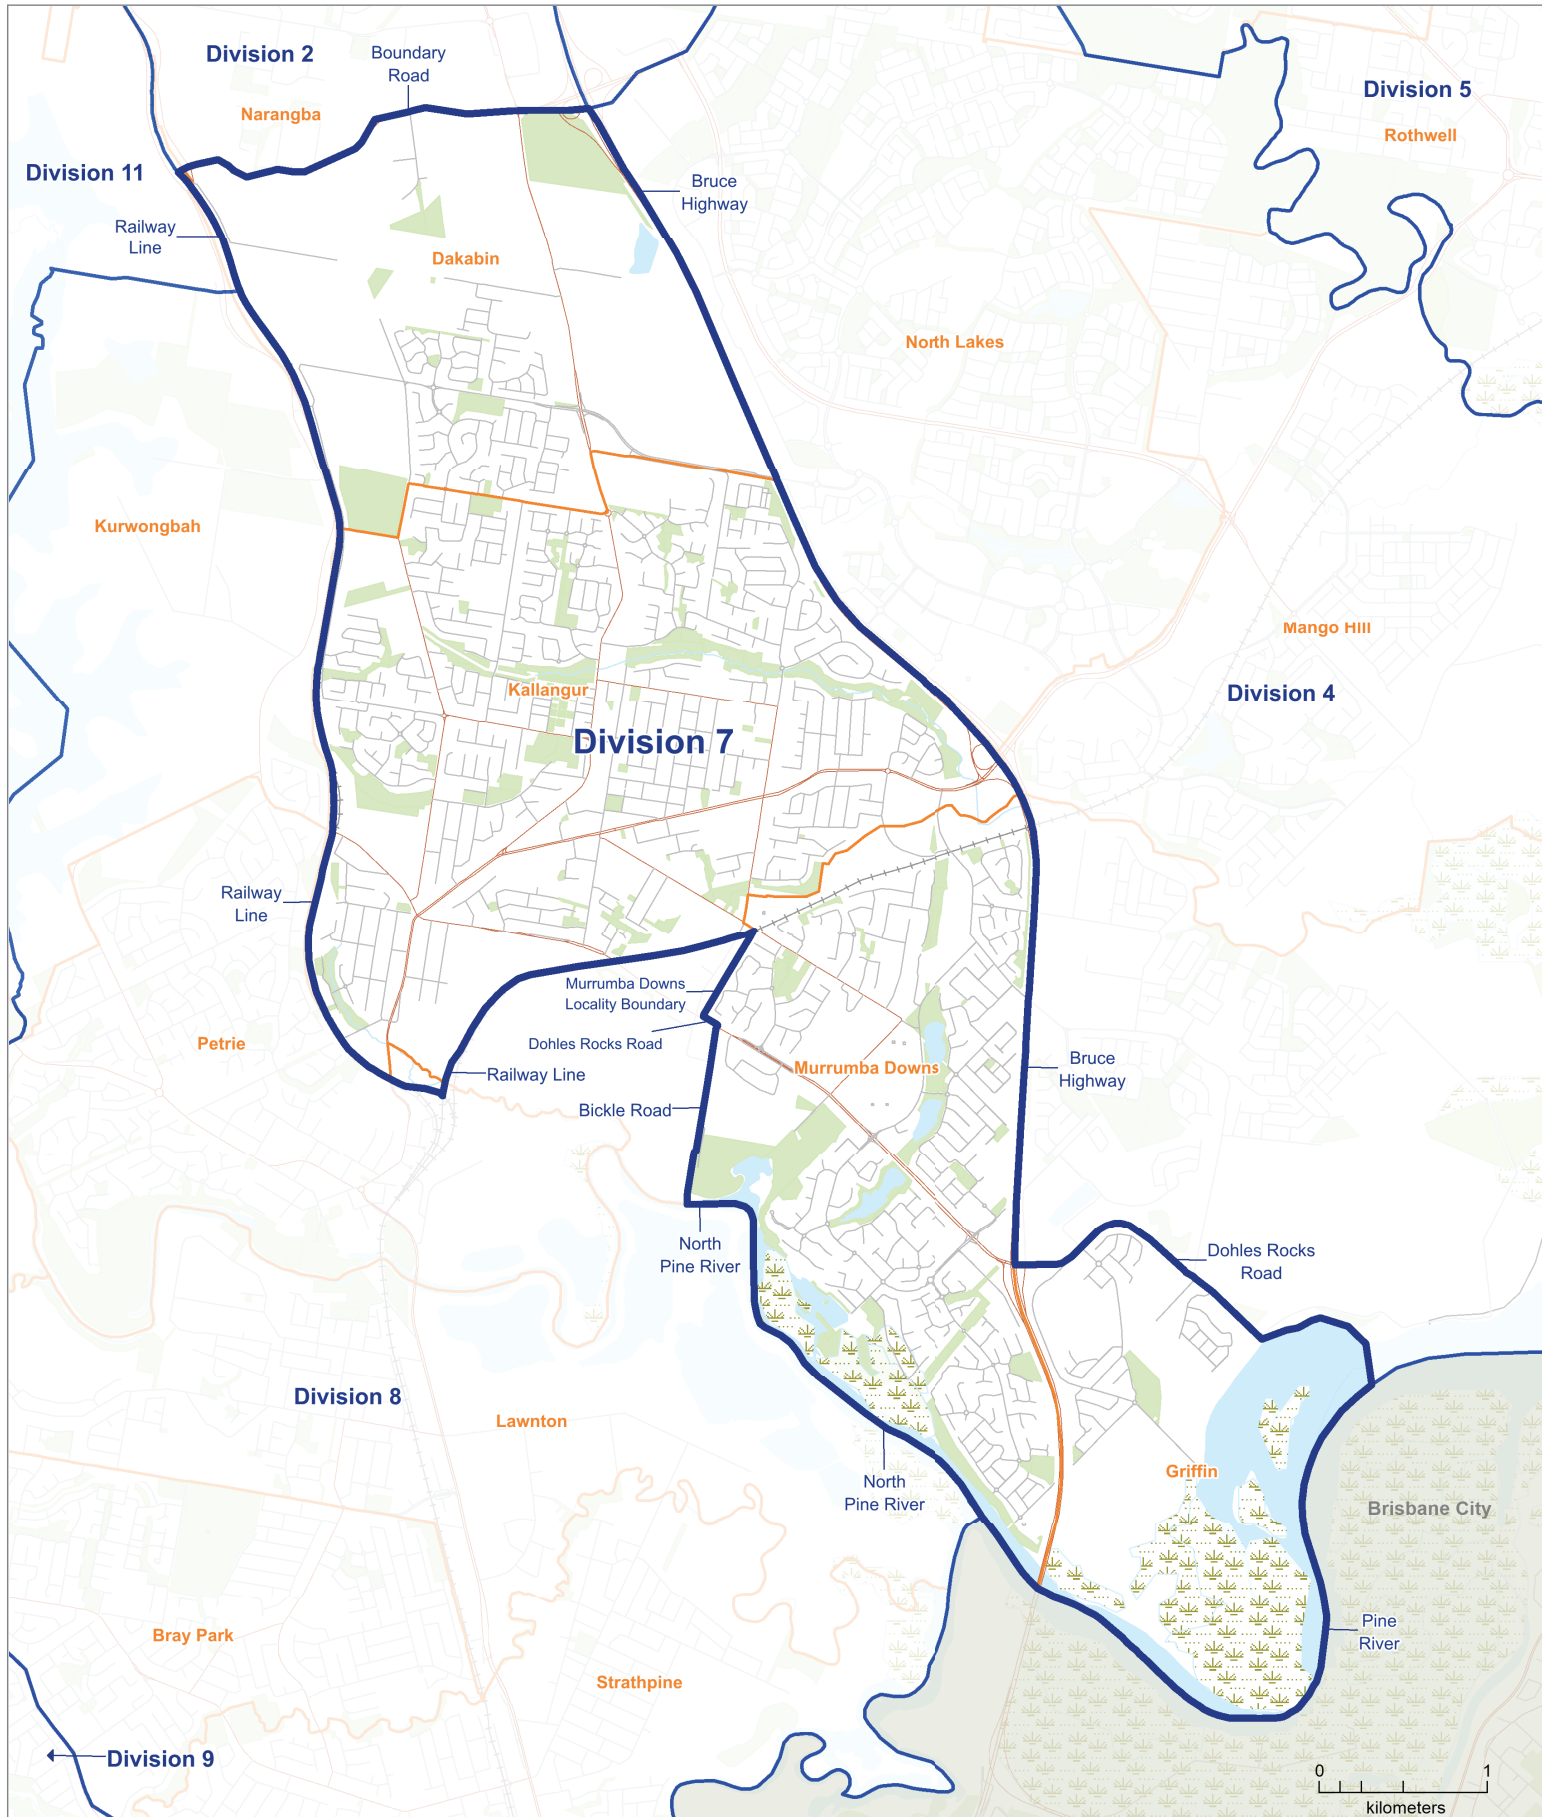 Division 2
Boundary
Road
Division 5
Narangba
Rothwell
Division 11
Bruce
Highway
Railway
Line
Dakabin
North Lakes
Kurwongbah
Mango Hill
Kallangur
Division 4
Division 7
Railway
Line
Murrumba Downs
Locality Boundary
Dohles Rocks Road
Petrie
Railway Line
Murrumba Downs
Bruce
Highway
Bickle Road
North
Pine River
Dohles Rocks
Road
Division 8
Lawnton
North
Pine River
Griffin
Brisbane City
Bray Park
Pine
River
Strathpine
Division 9
0 1
kilometers